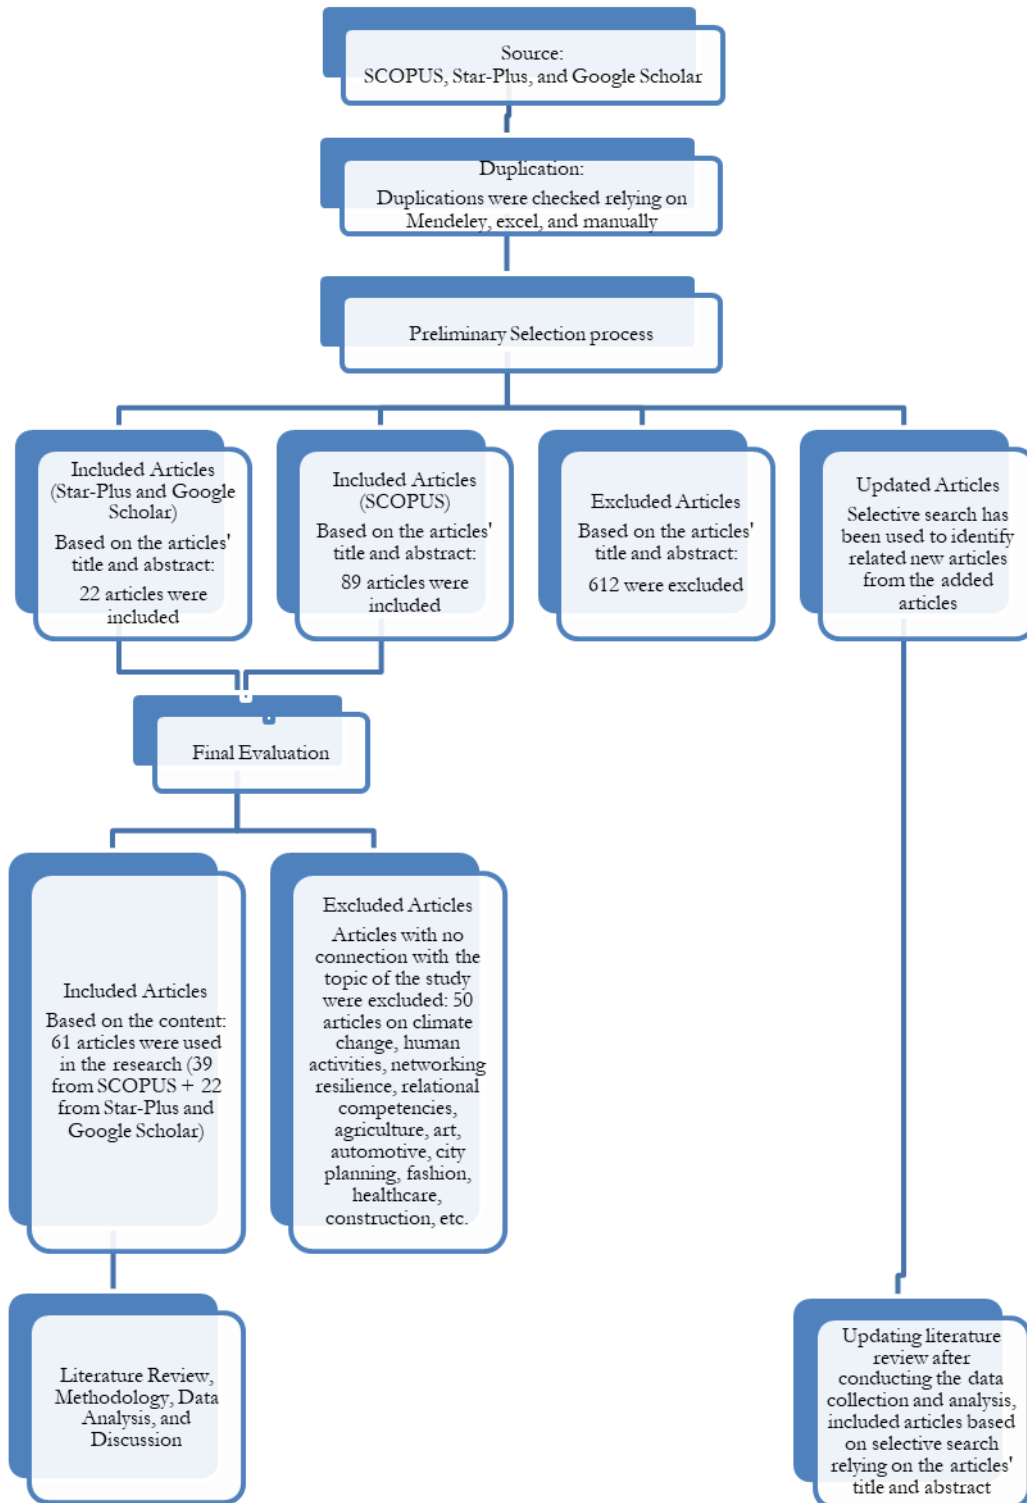 Source:
SCOPUS, Star-Plus, and Google Scholar
Duplication:
Duplications were checked relying on
Mendeley, excel, and manually
Preliminary Selection process
Included Articles
(Star-Plus and Google
Scholar)
Based on the articles'
title and abstract:
22 articles were
included
Included Articles
(SCOPUS)
Based on the articles'
title and abstract:
89 articles were
included
Excluded Articles
Based on the articles'
title and abstract:
612 were excluded
Updated Articles
Selective search has
been used to identify
related new articles
from the added
articles
Final Evaluation
Included Articles
Based on the content:
61 articles were used
in the research (39
from SCOPUS + 22
from Star-Plus and
Google Scholar)
Excluded Articles
Articles with no
connection with the
topic of the study
were excluded: 50
articles on climate
change, human
activities, networking
resilience, relational
competencies,
agriculture, art,
automotive, city
planning, fashion,
healthcare,
construction, etc.
Literature Review,
Methodology, Data
Analysis, and
Discussion
Updating literature
review after
conducting the data
collection and analysis,
included articles based
on selective search
relying on the articles'
title and abstract